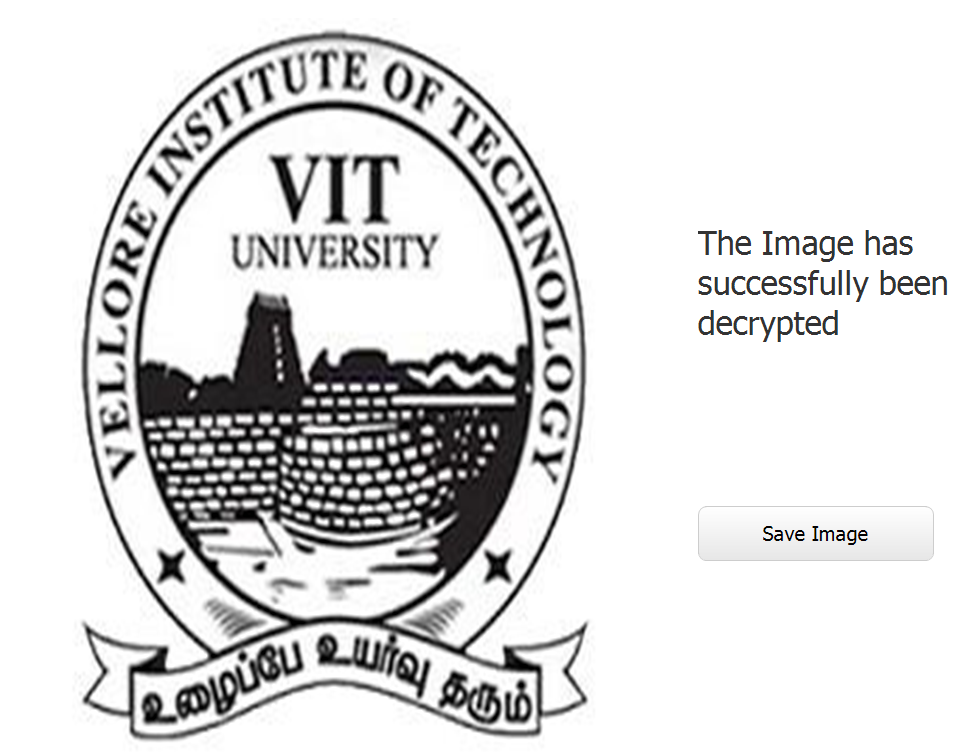 VELLORE INSTITUTE OF TECHNOLOGY
VIT
UNIVERSITY
உழைப்பே உயர்வு தரும்
The Image has
successfully been
decrypted
Save Image